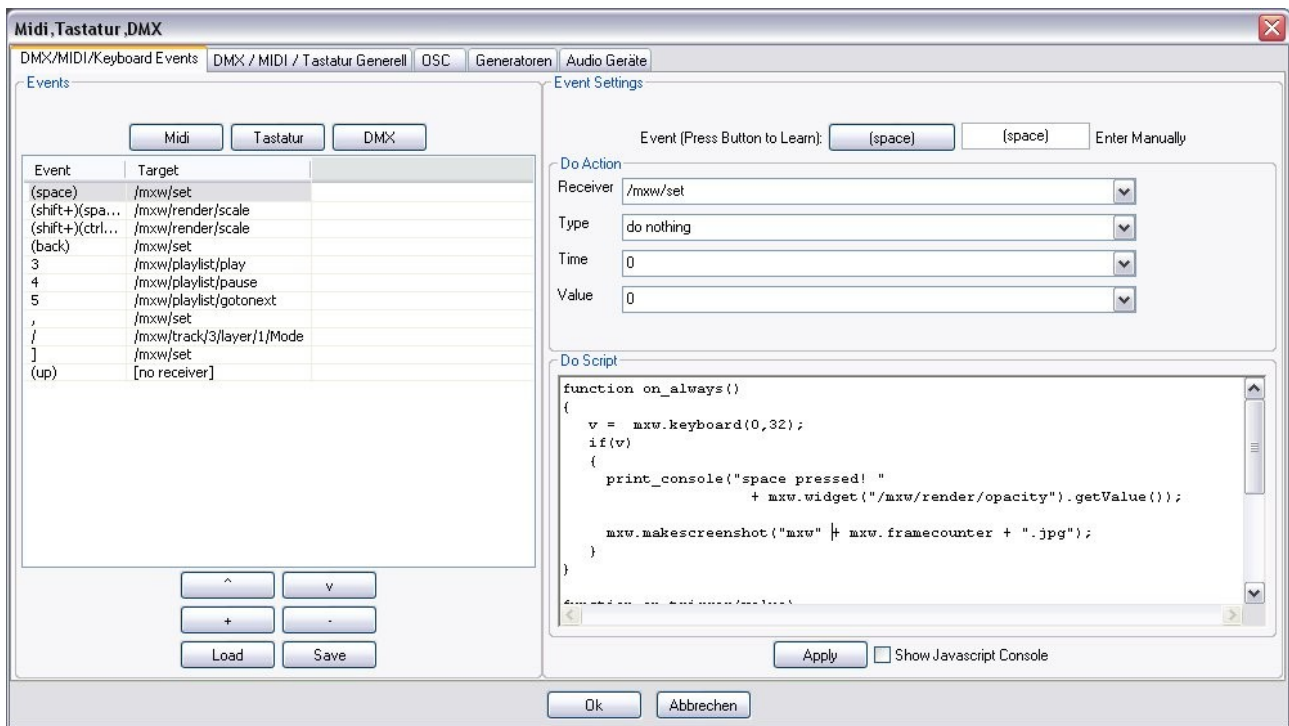 Midi,Tastatur,DMX
DMX/MIDI/Keyboard Events
DMX / MIDI / Tastatur Generell
OSC
Generatoren
Audio Geräte
Events
Midi
Tastatur
DMX
Event Target
(space) /mxw/set
(shift+)(spa... /mxw/render/scale
(shift+)(ctrl... /mxw/render/scale
(back) /mxw/set
3 /mxw/playlist/play
4 /mxw/playlist/pause
5 /mxw/playlist/gotonext
, /mxw/set
/ /mxw/track/3/layer/1/Mode
] /mxw/set
(up) [no receiver]
^
v
+
-
Load
Save
Event Settings
Event (Press Button to Learn): (space) (space) Enter Manually
Do Action
Receiver /mxw/set
Type do nothing
Time 0
Value 0
Do Script
function on_always()
{
v = mxw.keyboard(0,32);
if(v)
{
print_console("space pressed! "
+ mxw.widget("/mxw/render/opacity").getValue());
mxw.makescreenshot("mxw" + mxw.framecounter + ".jpg");
}
}
Apply
Show Javascript Console
Ok
Abbrechen